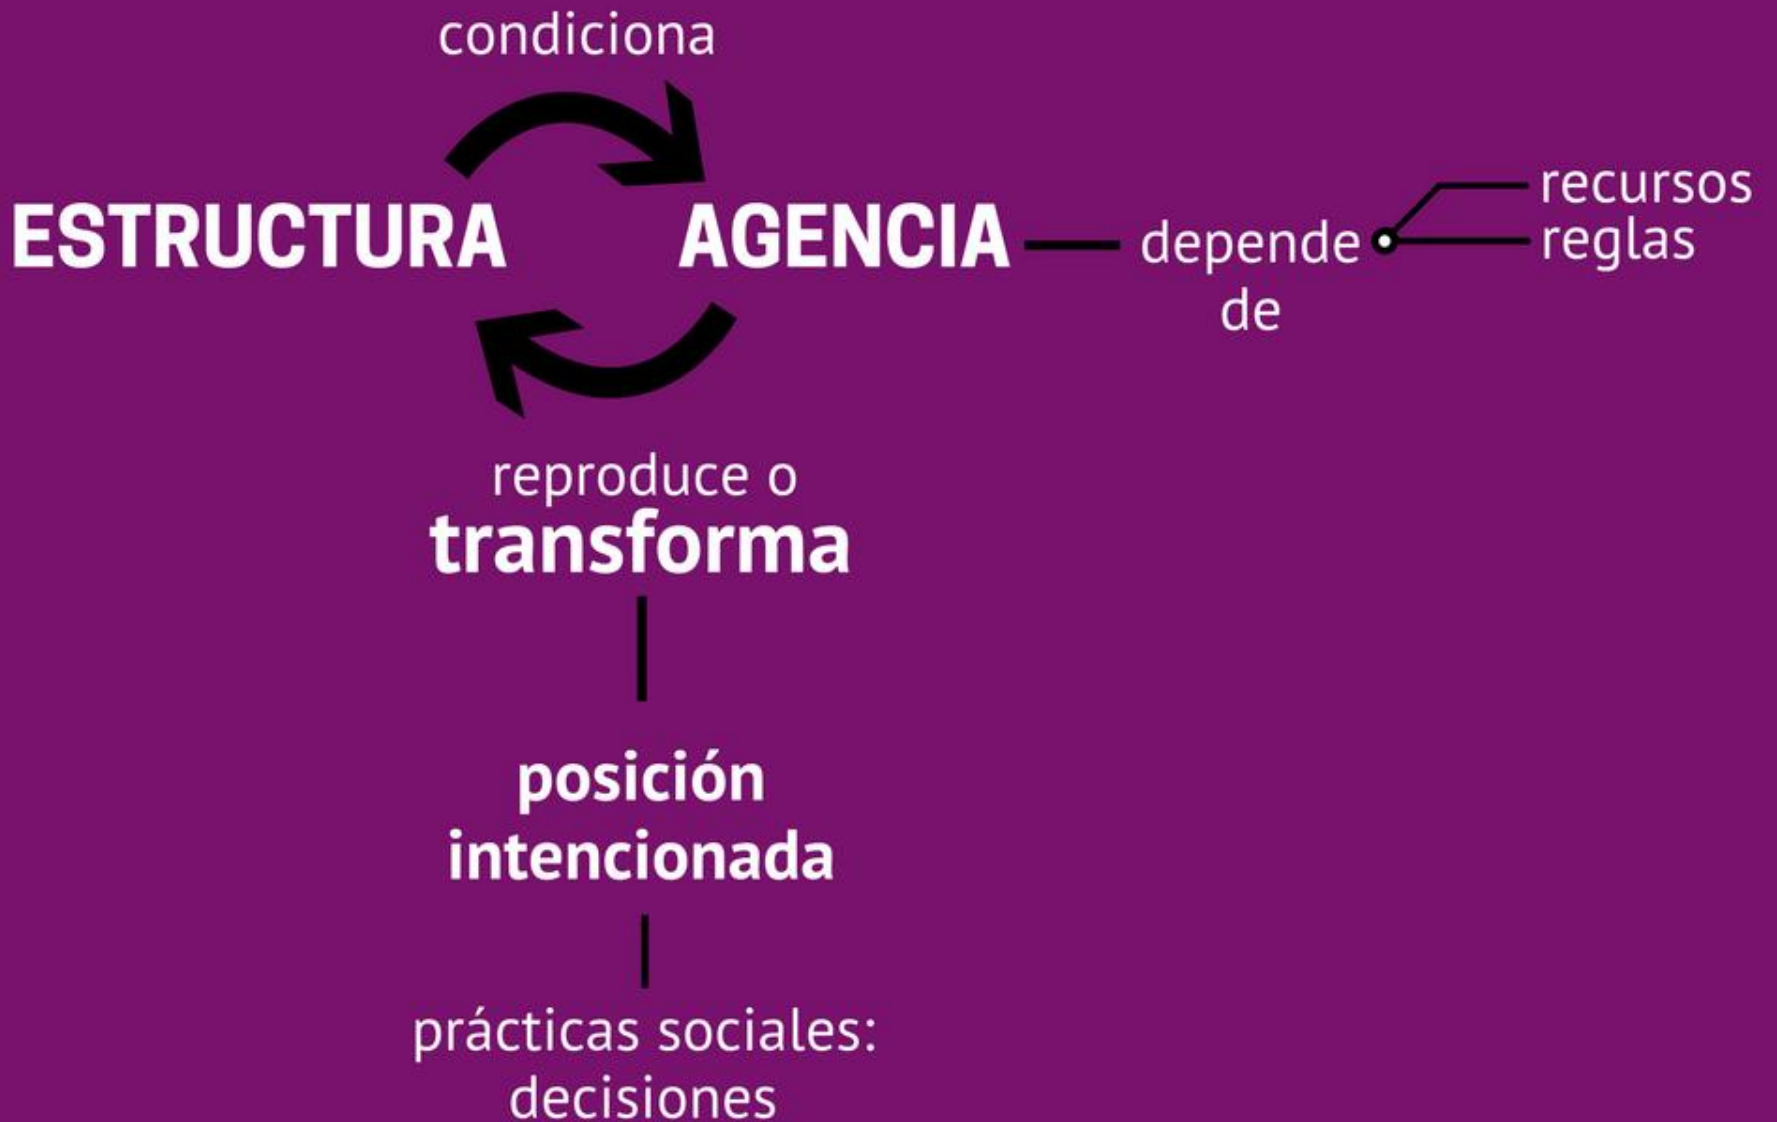 condiciona
ESTRUCTURA
AGENCIA
depende
de
recursos
reglas
reproduce o
transforma
posición
intencionada
prácticas sociales:
decisiones